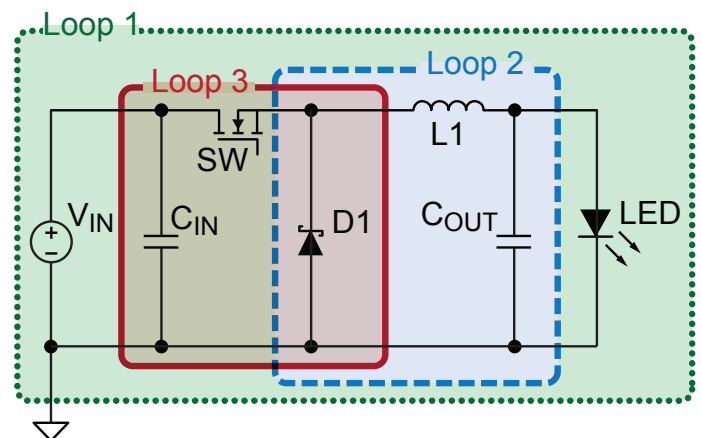 Loop 1
Loop 3
Loop 2
SW
L1
VIN
+
−
CIN
D1
COUT
LED